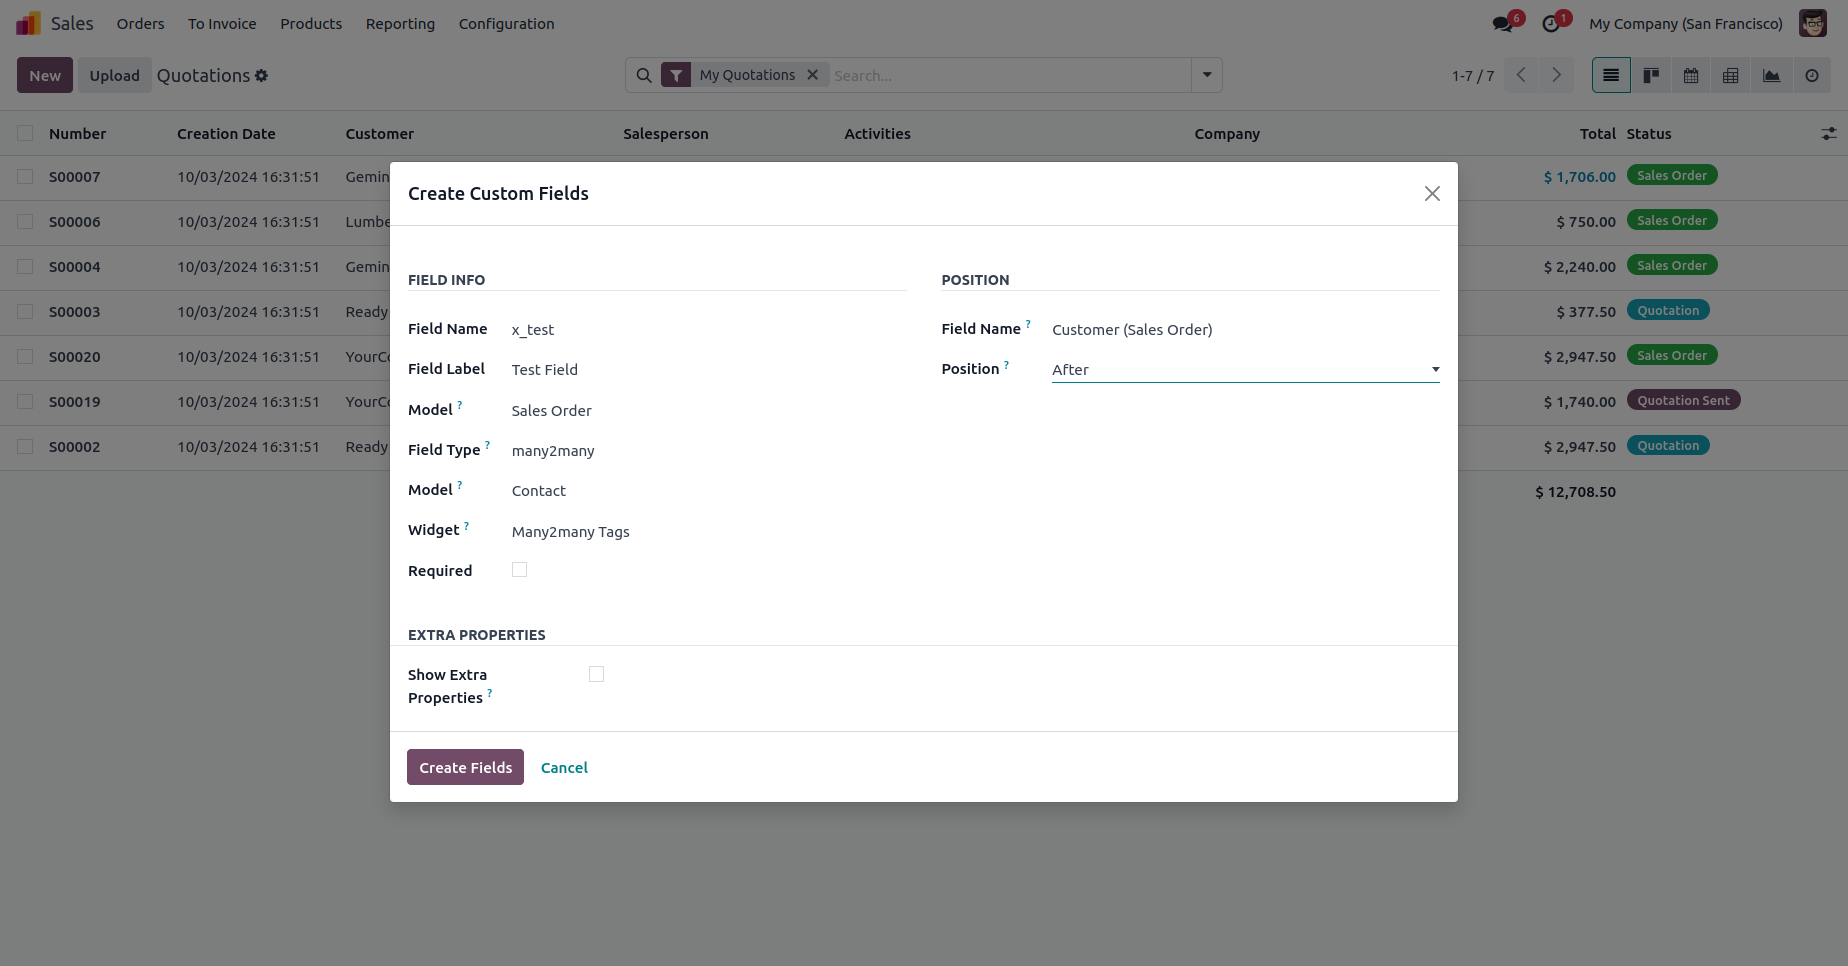 Sales Orders To Invoice Products Reporting Configuration 6 1 My Company (San Francisco)
New Upload Quotations My Quotations Search... 1-7 / 7
Number Creation Date Customer Salesperson Activities Company Total Status
S00007 10/03/2024 16:31:51 Gemin $ 1,706.00 Sales Order
S00006 10/03/2024 16:31:51 Lumbe $ 750.00 Sales Order
S00004 10/03/2024 16:31:51 Gemin $ 2,240.00 Sales Order
S00003 10/03/2024 16:31:51 Ready $ 377.50 Quotation
S00020 10/03/2024 16:31:51 YourCo $ 2,947.50 Sales Order
S00019 10/03/2024 16:31:51 YourCo $ 1,740.00 Quotation Sent
S00002 10/03/2024 16:31:51 Ready $ 2,947.50 Quotation
$ 12,708.50
Create Custom Fields
FIELD INFO
Field Name x_test
Field Label Test Field
Model ? Sales Order
Field Type ? many2many
Model ? Contact
Widget ? Many2many Tags
Required
POSITION
Field Name ? Customer (Sales Order)
Position ? After
EXTRA PROPERTIES
Show Extra
Properties ?
Create Fields Cancel